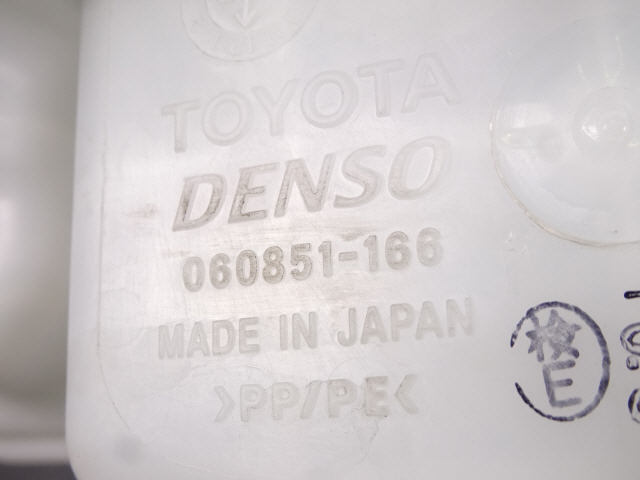 TOYOTA
DENSO
060851-166
MADE IN JAPAN
>PP/PE<
検
E